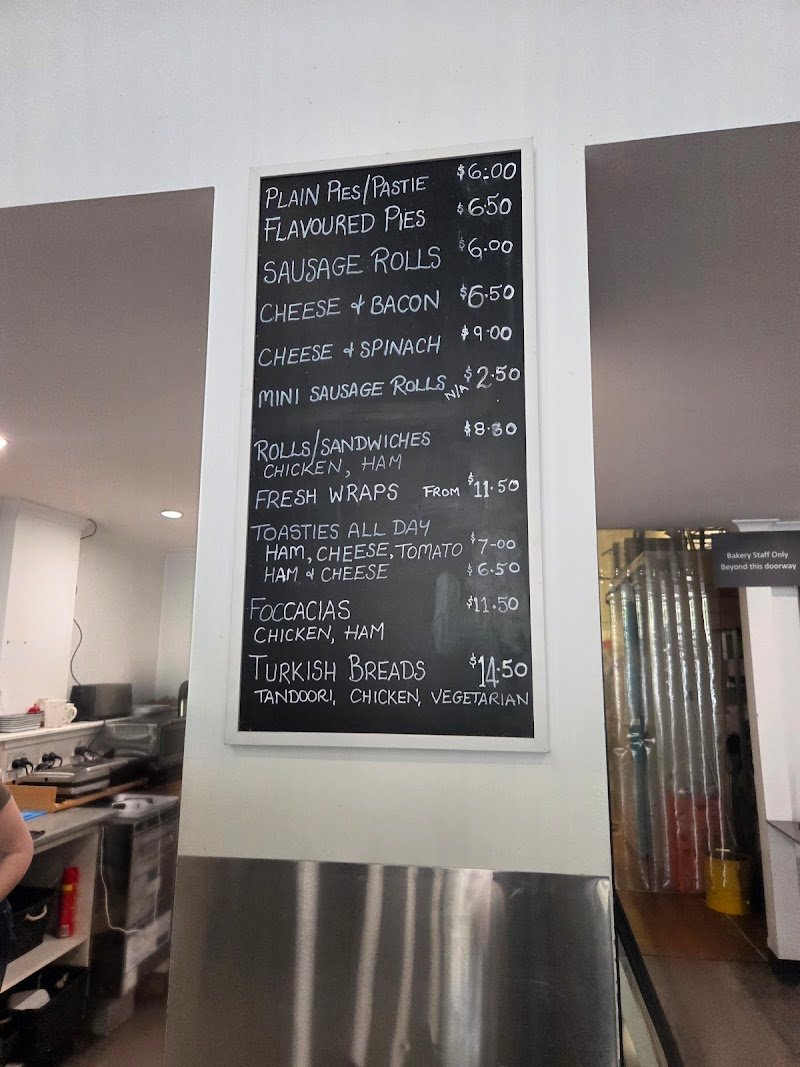 PLAIN PIES/PASTIE $6:00
FLAVOURED PIES $6.50
SAUSAGE ROLLS $6.00
CHEESE & BACON $6.50
CHEESE & SPINACH $9.00
MINI SAUSAGE ROLLS N/A $2.50
ROLLS/SANDWICHES $8.30
CHICKEN, HAM
FRESH WRAPS FROM $11.50
TOASTIES ALL DAY
HAM, CHEESE, TOMATO $7-00
HAM & CHEESE $6.50
FOCCACIAS $11.50
CHICKEN, HAM
TURKISH BREADS $14.50
TANDOORI, CHICKEN, VEGETARIAN
Bakery Staff Only
Beyond this doorway